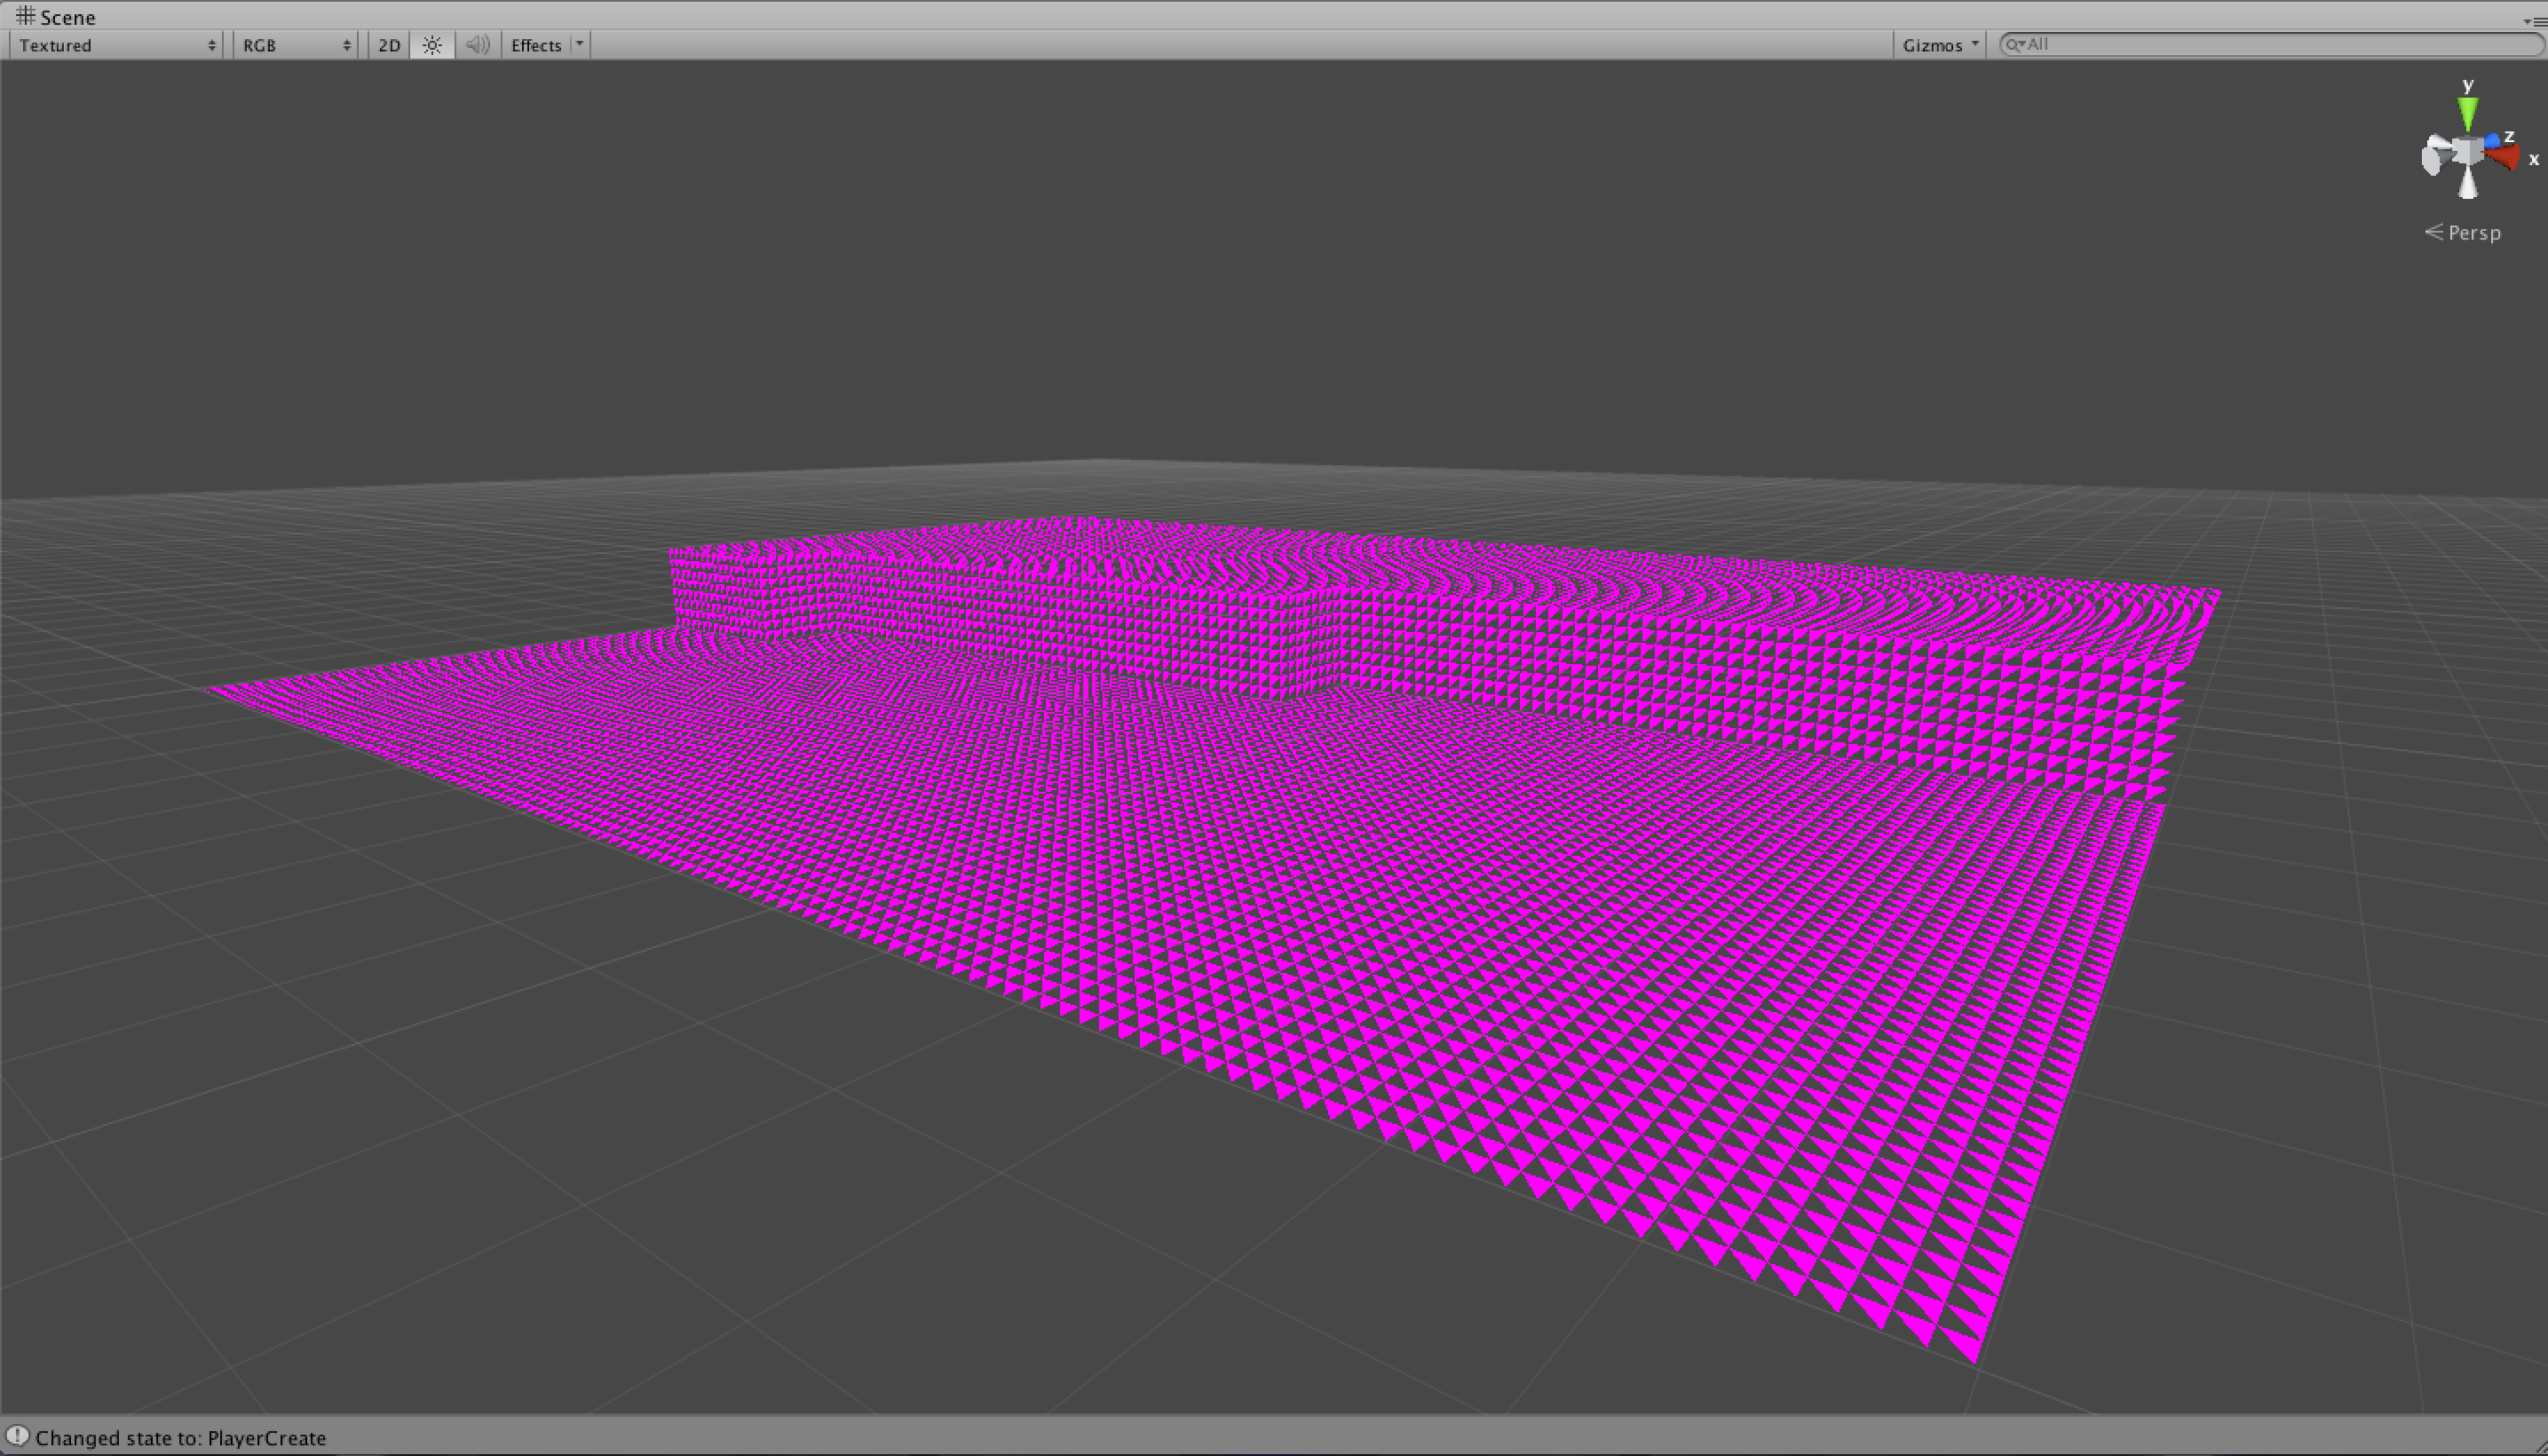 Scene
Textured RGB 2D Effects Gizmos All
y
z
x
Persp
Changed state to: PlayerCreate